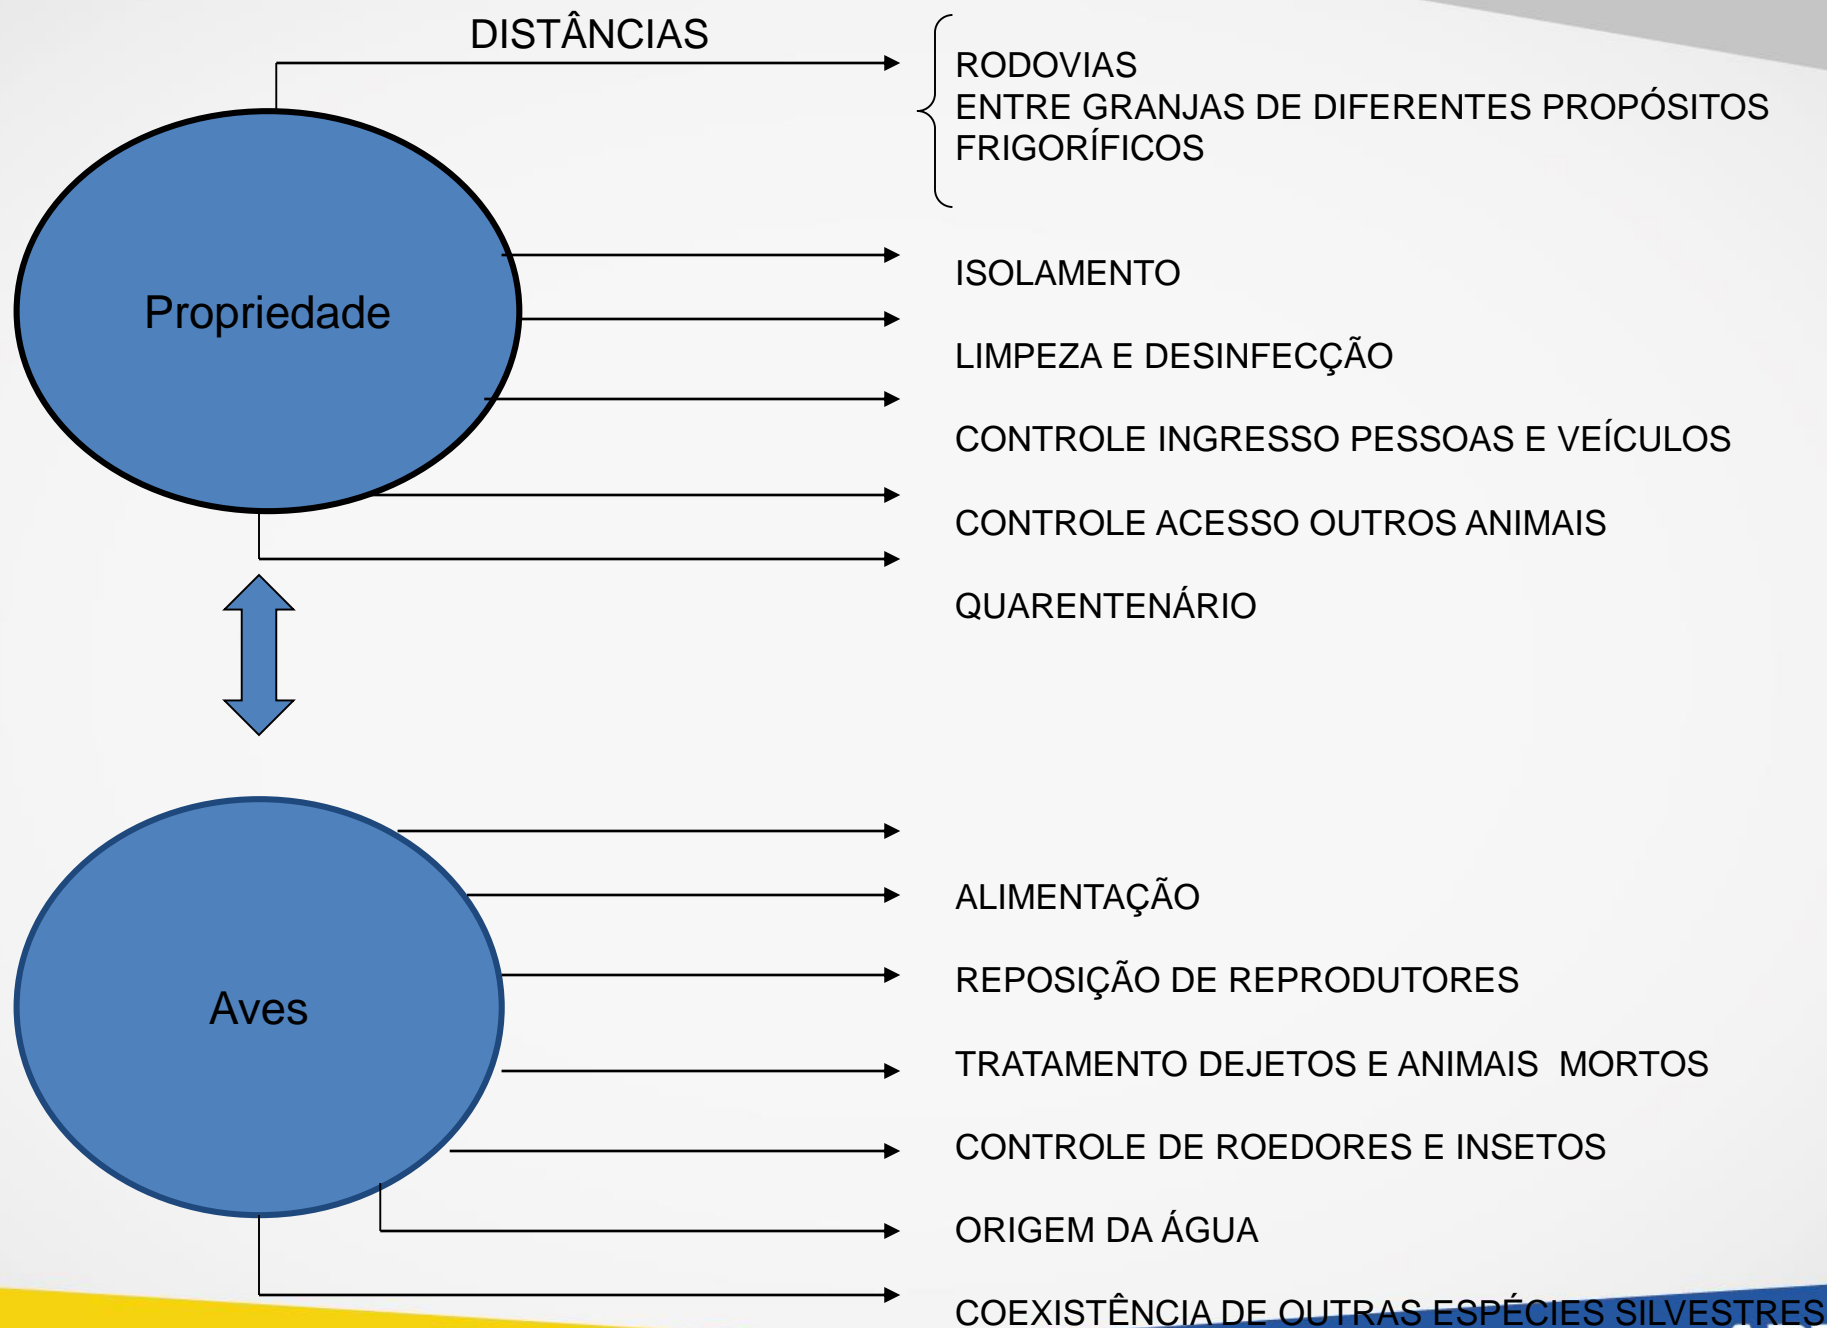 DISTÂNCIAS
RODOVIAS
ENTRE GRANJAS DE DIFERENTES PROPÓSITOS
FRIGORÍFICOS
ISOLAMENTO
Propriedade
LIMPEZA E DESINFECÇÃO
CONTROLE INGRESSO PESSOAS E VEÍCULOS
CONTROLE ACESSO OUTROS ANIMAIS
QUARENTENÁRIO
ALIMENTAÇÃO
REPOSIÇÃO DE REPRODUTORES
Aves
TRATAMENTO DEJETOS E ANIMAIS  MORTOS
CONTROLE DE ROEDORES E INSETOS
ORIGEM DA ÁGUA
COEXISTÊNCIA DE OUTRAS ESPÉCIES SILVESTRES